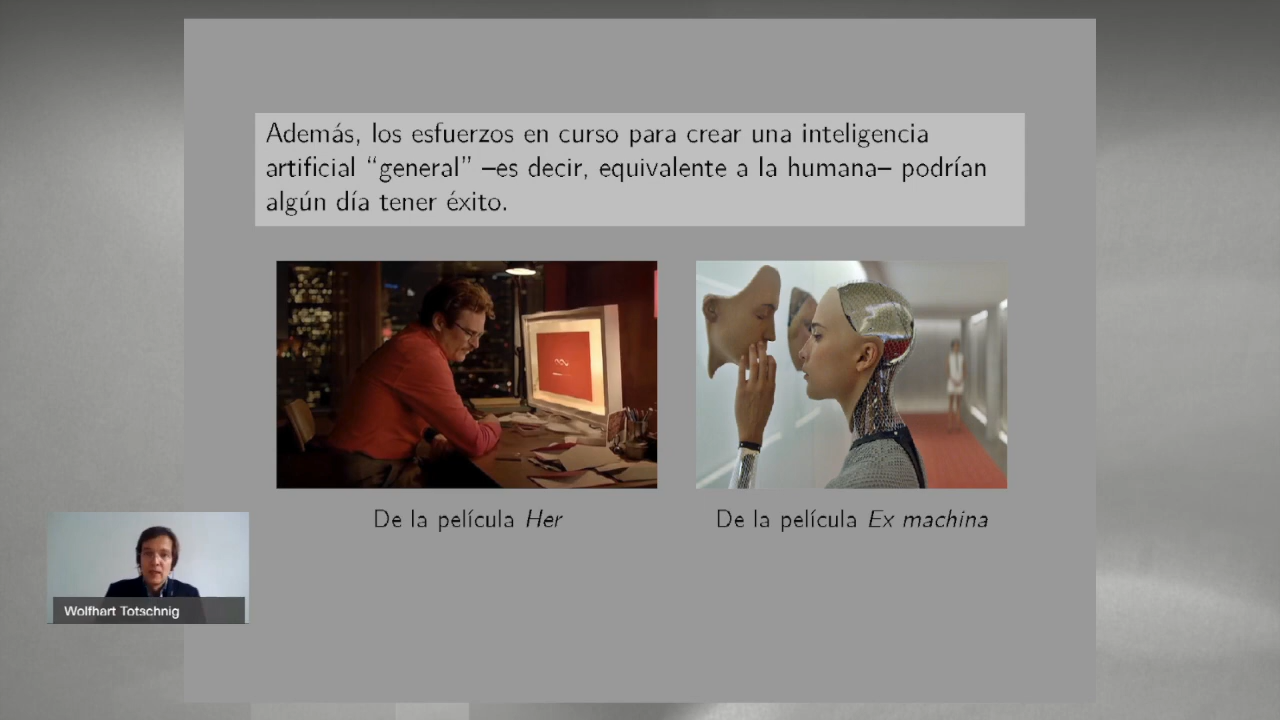 Además, los esfuerzos en curso para crear una inteligencia
artificial “general” –es decir, equivalente a la humana– podrían
algún día tener éxito.
De la película Her
De la película Ex machina
Wolfhart Totschnig